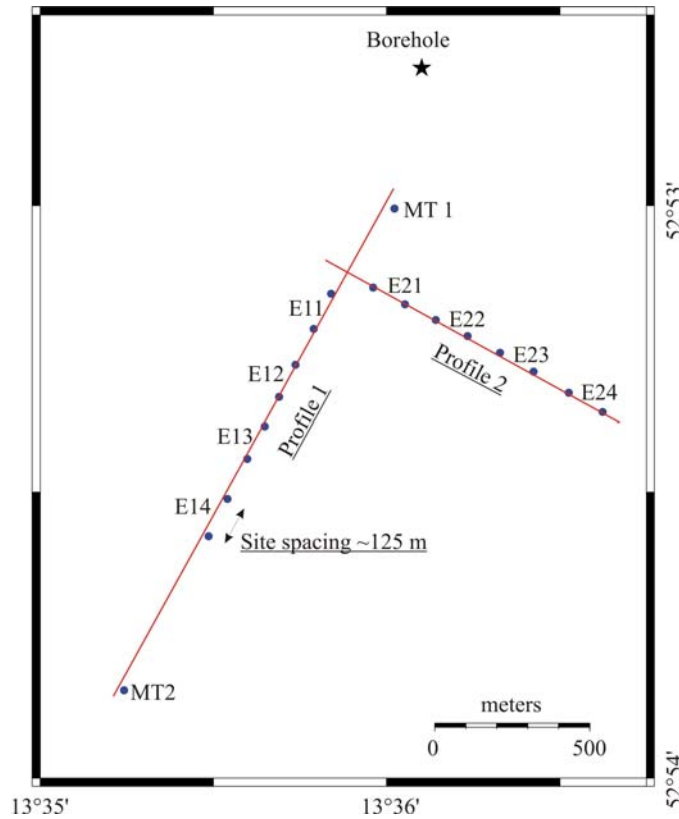 Borehole
52°53'
MT 1
E21
E11
E22
E23
E12
Profile 2
E24
Profile 1
E13
E14
Site spacing ~125 m
MT2
meters
0 500
52°54'
13°35' 13°36'